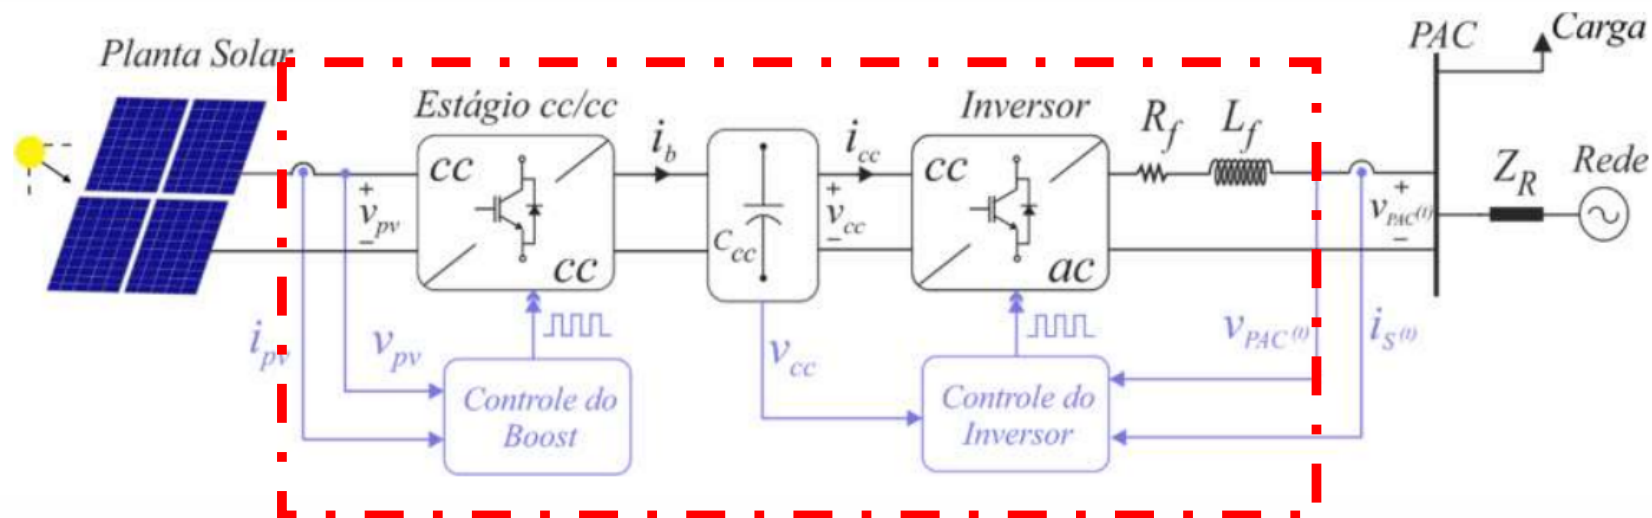 Planta Solar
Estágio cc/cc
Inversor
PAC
Carga
cc
cc
i_b
C_cc
i_cc
+
v_pv
−
+
v_cc
−
cc
ac
R_f
L_f
+
v_PAC(t)
−
Z_R
Rede
i_pv
v_pv
v_cc
v_PAC(t)
i_S(t)
Controle do
Boost
Controle do
Inversor